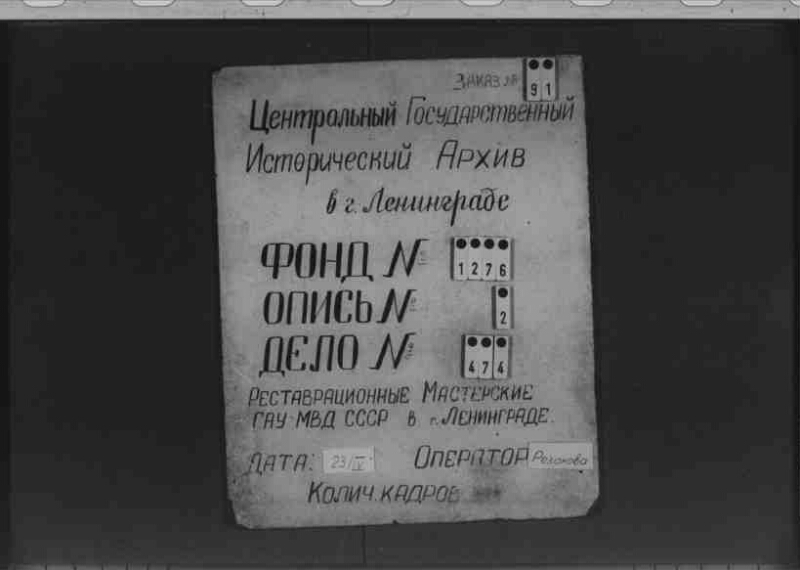 Заказ № 91
Центральный Государственный
Исторический Архив
в г. Ленинграде
ФОНД № 1276
ОПИСЬ № 2
ДЕЛО № 474
Реставрационные Мастерские
ГАУ МВД СССР в г. Ленинграде.
Дата: 23/IV Оператор
Колич. кадров